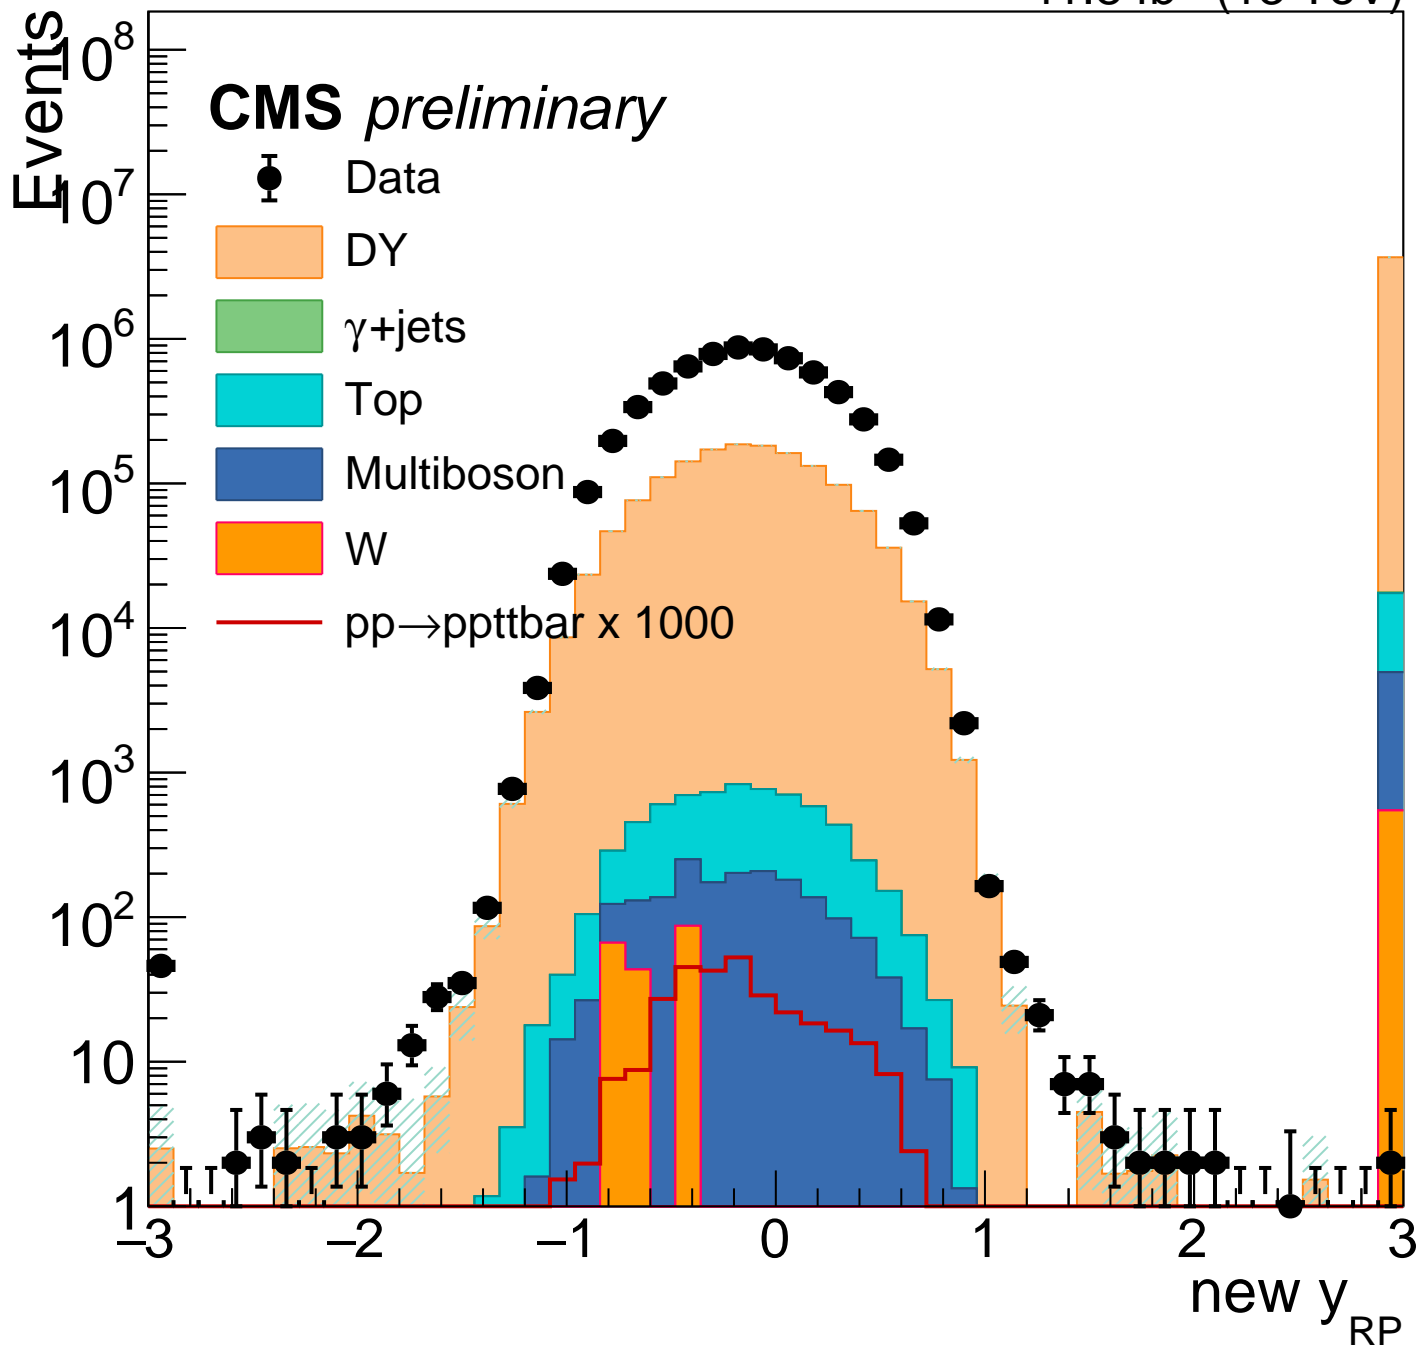 Events
CMS preliminary
Data
DY
γ+jets
Top
Multiboson
W
pp→ppttbar x 1000
10^8
10^7
10^6
10^5
10^4
10^3
10^2
10
1
−3 −2 −1 0 1 2 3
new y_RP